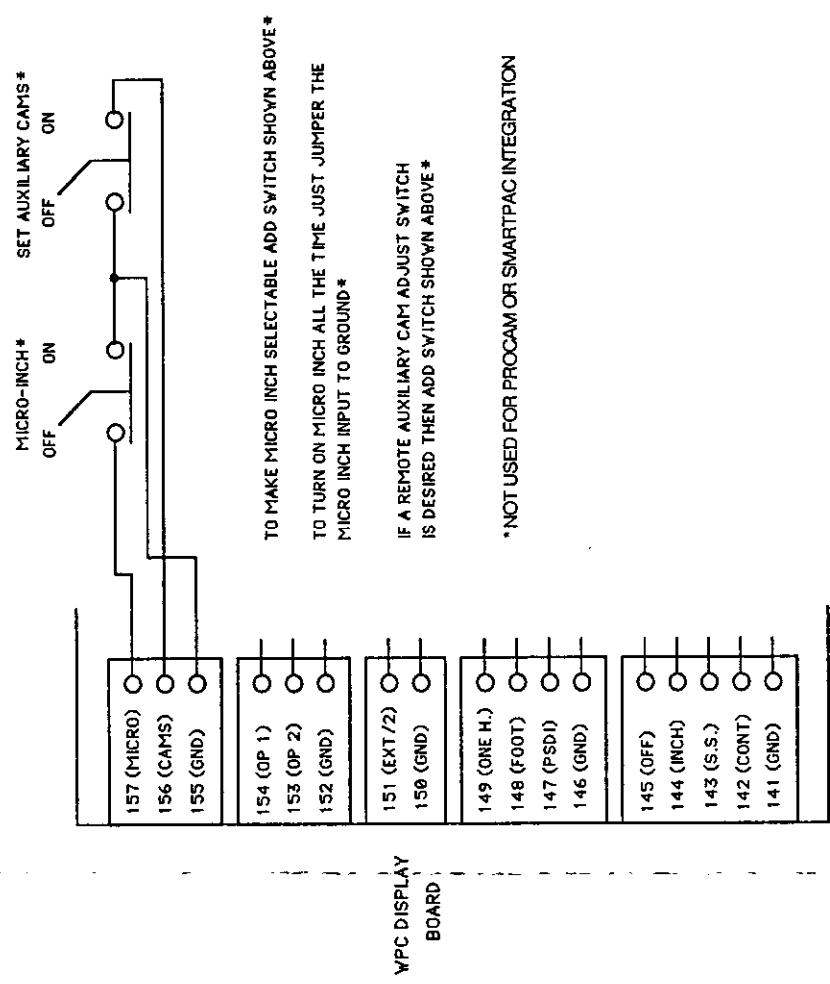 MICRO-INCH*
OFF ON
SET AUXILIARY CAMS*
OFF ON
157 (MICRO)
156 (CAMS)
155 (GND)
154 (OP 1)
153 (OP 2)
152 (GND)
151 (EXT/2)
150 (GND)
149 (ONE H.)
148 (FOOT)
147 (PSDI)
146 (GND)
145 (OFF)
144 (INCH)
143 (S.S.)
142 (CONT)
141 (GND)
WPC DISPLAY
BOARD
TO MAKE MICRO INCH SELECTABLE ADD SWITCH SHOWN ABOVE*
TO TURN ON MICRO INCH ALL THE TIME JUST JUMPER THE
MICRO INCH INPUT TO GROUND*
IF A REMOTE AUXILIARY CAM ADJUST SWITCH
IS DESIRED THEN ADD SWITCH SHOWN ABOVE*
*NOT USED FOR PROCAM OR SMARTPAC INTEGRATION